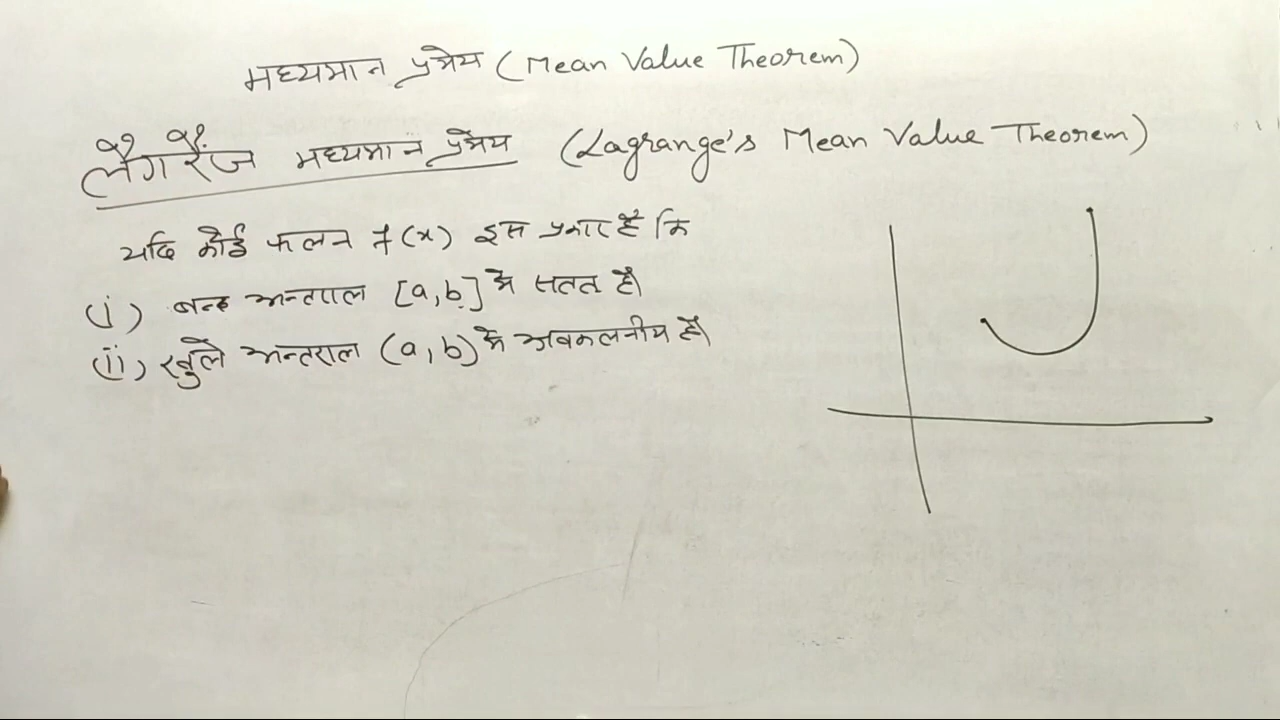 मध्यमान प्रमेय (Mean Value Theorem)
लैगरेंज मध्यमान प्रमेय (Lagrange's Mean Value Theorem)
यदि कोई फलन f(x) इस प्रकार है कि
(i) बन्द अन्तराल [a,b] मे सतत है।
(ii) खुले अन्तराल (a,b) मे अवकलनीय है।